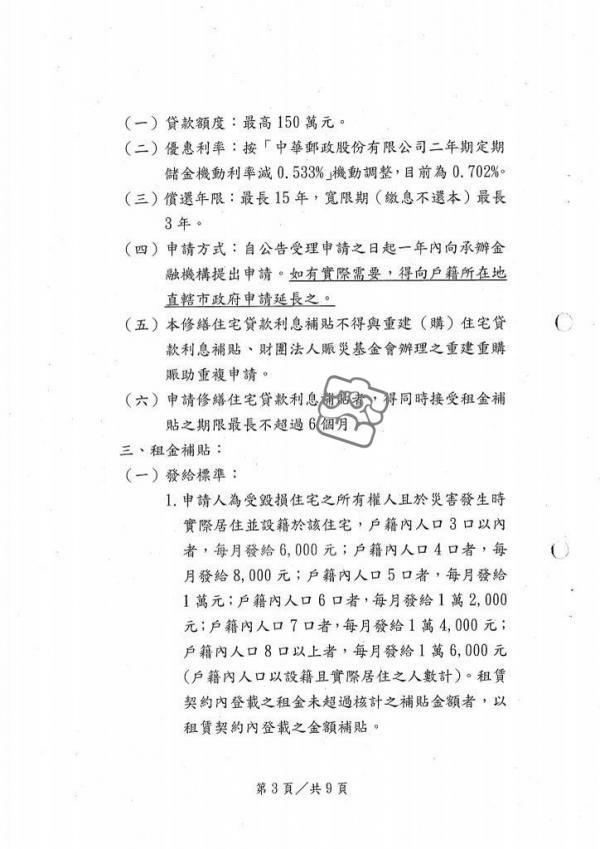 （一）貸款額度：最高150萬元。
（二）優惠利率：按「中華郵政股份有限公司二年期定期
儲金機動利率減0.533%」機動調整，目前為0.702%。
（三）償還年限：最長15年，寬限期（繳息不還本）最長
3年。
（四）申請方式：自公告受理申請之日起一年內向承辦金
融機構提出申請。如有實際需要，得向戶籍所在地
直轄市政府申請延長之。
（五）本修繕住宅貸款利息補貼不得與重建（購）住宅貸
款利息補貼、財團法人賑災基金會辦理之重建重購
賑助重複申請。
（六）申請修繕住宅貸款利息補貼者，得同時接受租金補
貼之期限最長不超過6個月
三、租金補貼：
（一）發給標準：
1.申請人為受毀損住宅之所有權人且於災害發生時
實際居住並設籍於該住宅，戶籍內人口3口以內
者，每月發給6,000元；戶籍內人口4口者，每
月發給8,000元；戶籍內人口5口者，每月發給
1萬元；戶籍內人口6口者，每月發給1萬2,000
元；戶籍內人口7口者，每月發給1萬4,000元；
戶籍內人口8口以上者，每月發給1萬6,000元
(戶籍內人口以設籍且實際居住之人數計)。租賃
契約內登載之租金未超過核計之補貼金額者，以
租賃契約內登載之金額補貼。
第3頁／共9頁